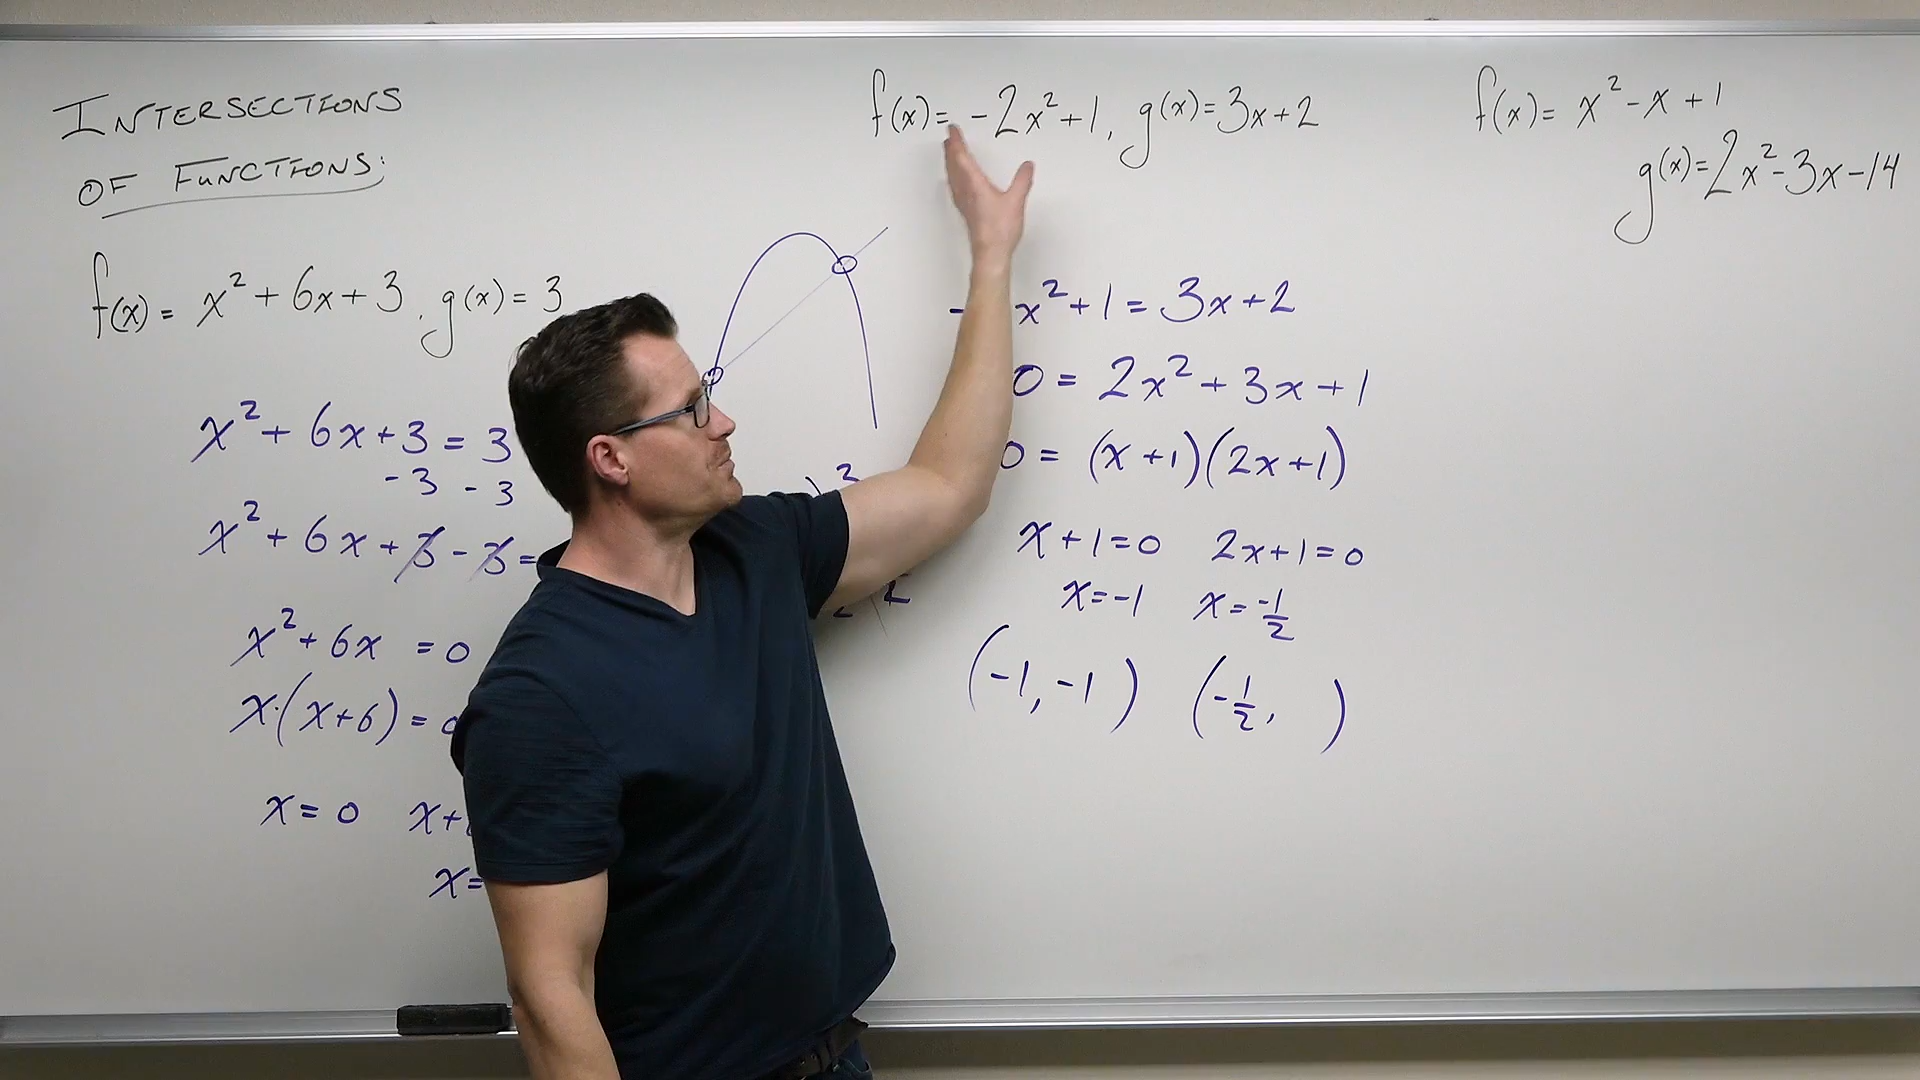 INTERSECTIONS
OF FUNCTIONS:
f(x) = x² + 6x + 3, g(x) = 3
x² + 6x + 3 = 3
-3 -3
x² + 6x + 3 - 3 =
x² + 6x = 0
x·(x+6) = 0
x = 0 x+
x=
f(x) = -2x² + 1, g(x) = 3x + 2
- x² + 1 = 3x + 2
0 = 2x² + 3x + 1
0 = (x + 1)(2x + 1)
x + 1 = 0 2x + 1 = 0
x = -1 x = -1/2
(-1, -1) (-1/2, )
f(x) = x² - x + 1
g(x) = 2x² - 3x - 14